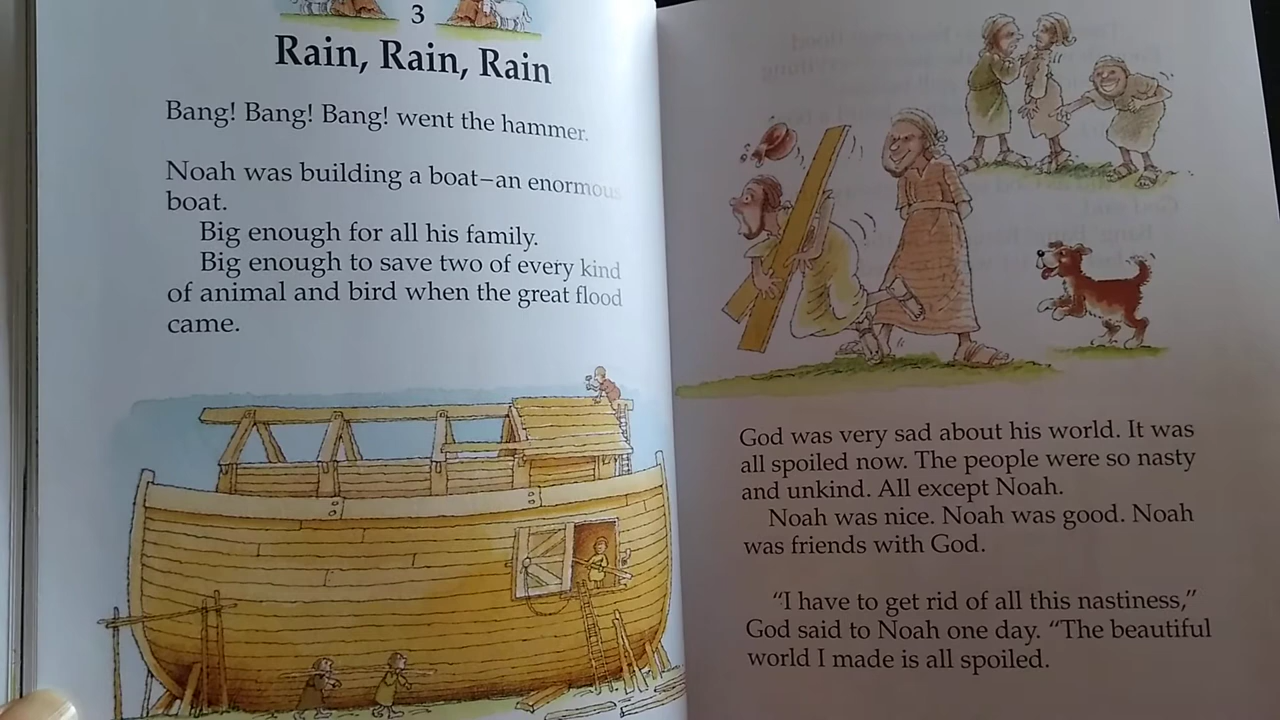 3
Rain, Rain, Rain
Bang! Bang! Bang! went the hammer.
Noah was building a boat–an enormous
boat.
Big enough for all his family.
Big enough to save two of every kind
of animal and bird when the great flood
came.
God was very sad about his world. It was
all spoiled now. The people were so nasty
and unkind. All except Noah.
Noah was nice. Noah was good. Noah
was friends with God.
“I have to get rid of all this nastiness,”
God said to Noah one day. “The beautiful
world I made is all spoiled.